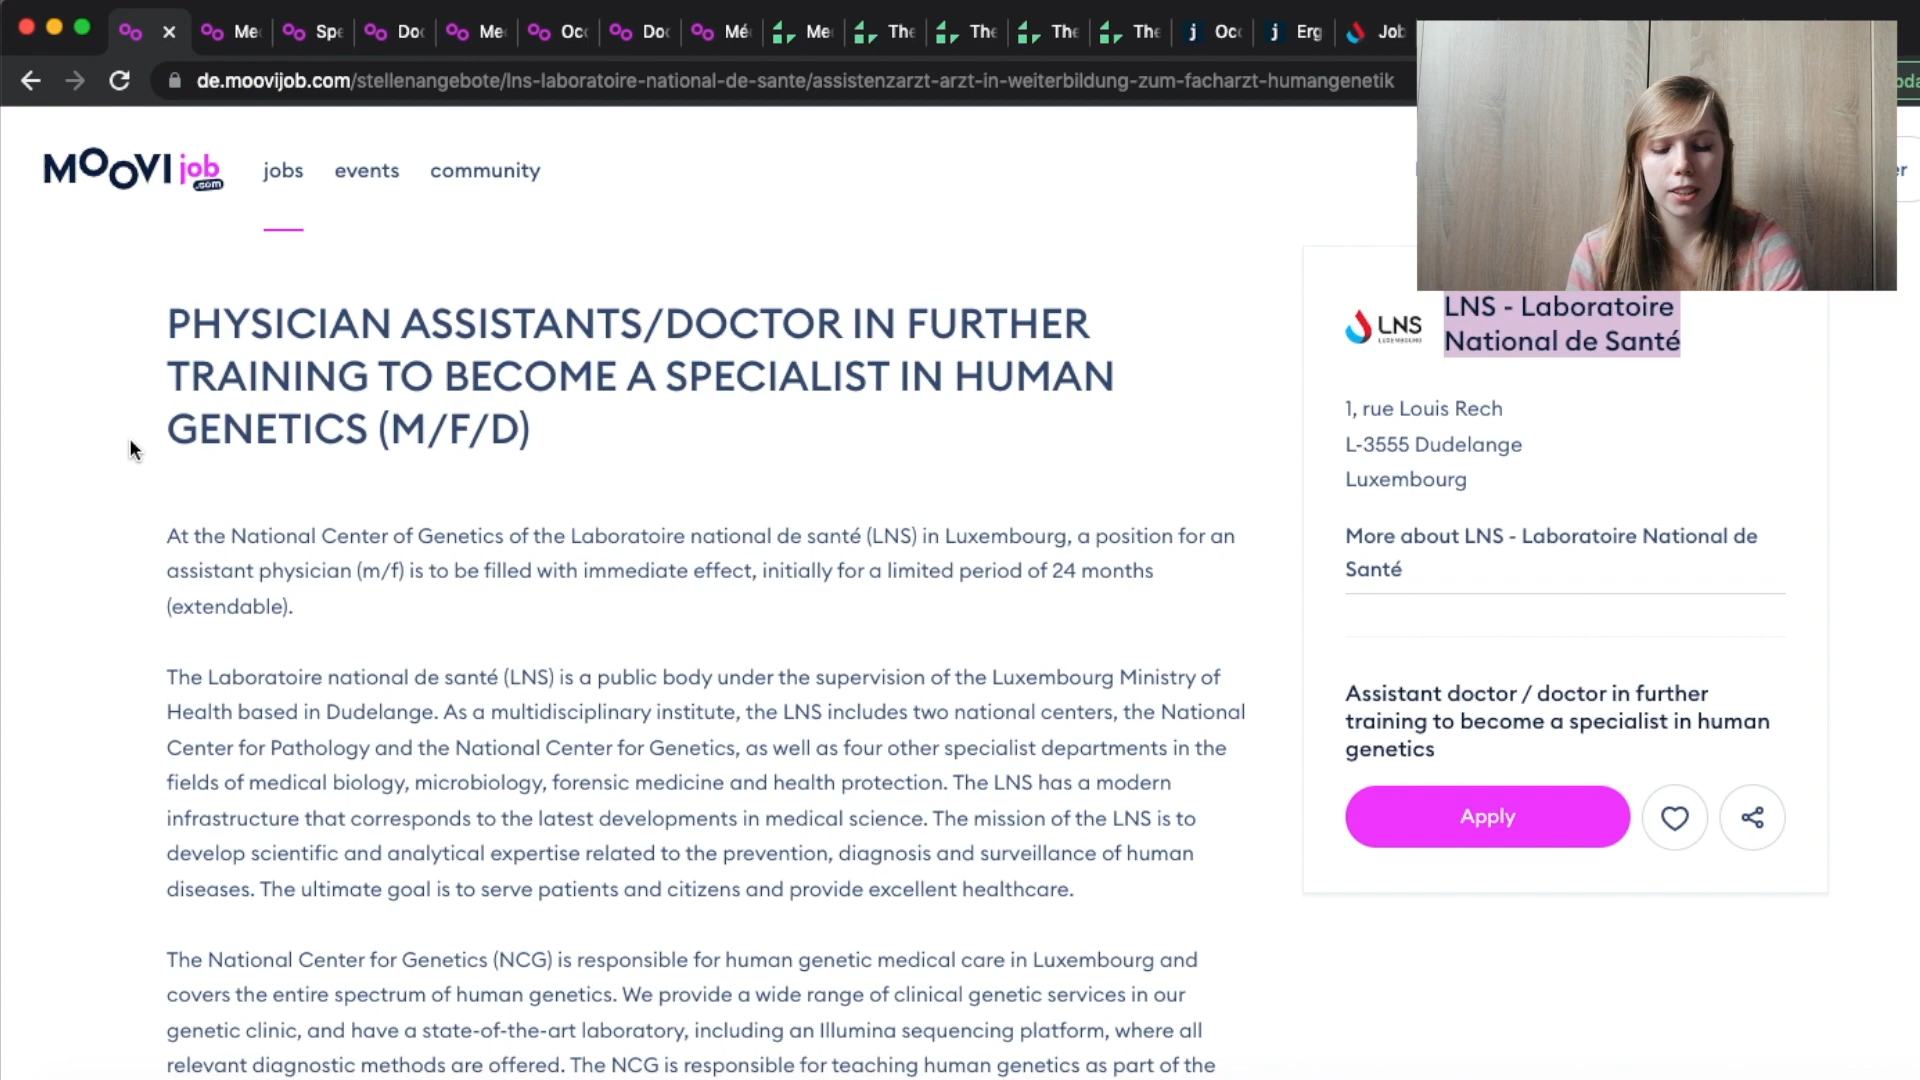 Me
Spe
Do
Me
Oc
Do
Mé
Me
The
The
The
The
Oc
Erg
Job
de.moovijob.com/stellenangebote/lns-laboratoire-national-de-sante/assistenzarzt-arzt-in-weiterbildung-zum-facharzt-humangenetik
MOOVI job .com
jobs
events
community
PHYSICIAN ASSISTANTS/DOCTOR IN FURTHER
TRAINING TO BECOME A SPECIALIST IN HUMAN
GENETICS (M/F/D)
At the National Center of Genetics of the Laboratoire national de santé (LNS) in Luxembourg, a position for an
assistant physician (m/f) is to be filled with immediate effect, initially for a limited period of 24 months
(extendable).
The Laboratoire national de santé (LNS) is a public body under the supervision of the Luxembourg Ministry of
Health based in Dudelange. As a multidisciplinary institute, the LNS includes two national centers, the National
Center for Pathology and the National Center for Genetics, as well as four other specialist departments in the
fields of medical biology, microbiology, forensic medicine and health protection. The LNS has a modern
infrastructure that corresponds to the latest developments in medical science. The mission of the LNS is to
develop scientific and analytical expertise related to the prevention, diagnosis and surveillance of human
diseases. The ultimate goal is to serve patients and citizens and provide excellent healthcare.
The National Center for Genetics (NCG) is responsible for human genetic medical care in Luxembourg and
covers the entire spectrum of human genetics. We provide a wide range of clinical genetic services in our
genetic clinic, and have a state-of-the-art laboratory, including an Illumina sequencing platform, where all
relevant diagnostic methods are offered. The NCG is responsible for teaching human genetics as part of the
LNS
LUXEMBOURG
LNS - Laboratoire
National de Santé
1, rue Louis Rech
L-3555 Dudelange
Luxembourg
More about LNS - Laboratoire National de
Santé
Assistant doctor / doctor in further
training to become a specialist in human
genetics
Apply